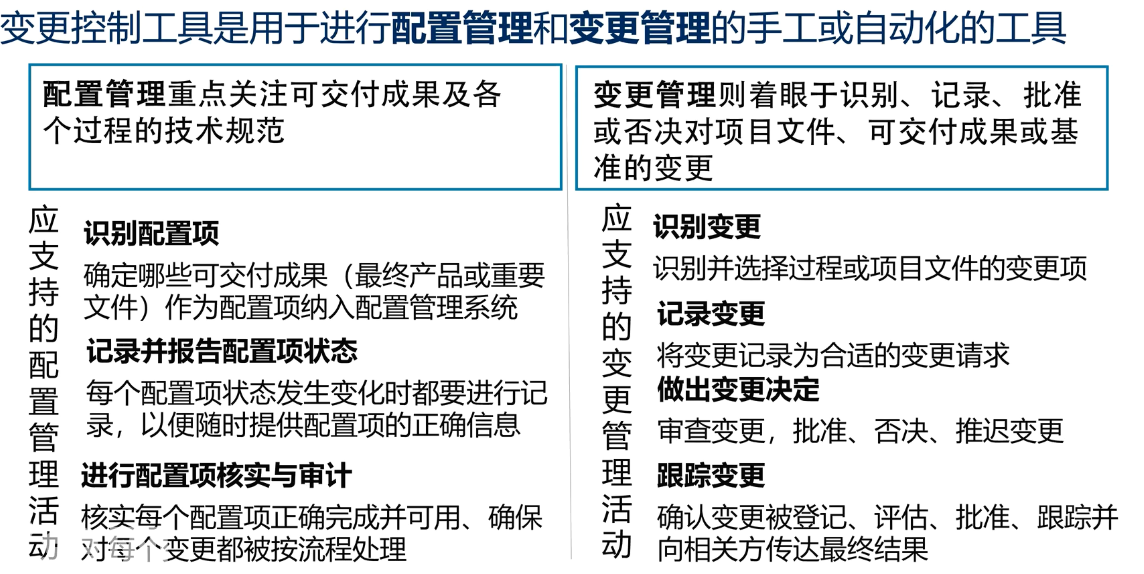 变更控制工具是用于进行配置管理和变更管理的手工或自动化的工具
配置管理重点关注可交付成果及各
个过程的技术规范
应支持的配置管理活动
识别配置项
确定哪些可交付成果（最终产品或重要
文件）作为配置项纳入配置管理系统
记录并报告配置项状态
每个配置项状态发生变化时都要进行记
录，以便随时提供配置项的正确信息
进行配置项核实与审计
核实每个配置项正确完成并可用、确保
对每个变更都被按流程处理
变更管理则着眼于识别、记录、批准
或否决对项目文件、可交付成果或基
准的变更
应支持的变更管理活动
识别变更
识别并选择过程或项目文件的变更项
记录变更
将变更记录为合适的变更请求
做出变更决定
审查变更，批准、否决、推迟变更
跟踪变更
确认变更被登记、评估、批准、跟踪并
向相关方传达最终结果